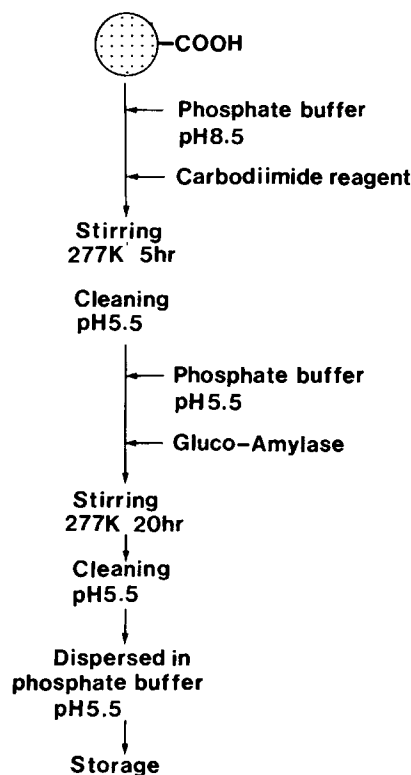 -COOH
Phosphate buffer
pH8.5
Carbodiimide reagent
Stirring
277K 5hr
Cleaning
pH5.5
Phosphate buffer
pH5.5
Gluco-Amylase
Stirring
277K 20hr
Cleaning
pH5.5
Dispersed in
phosphate buffer
pH5.5
Storage